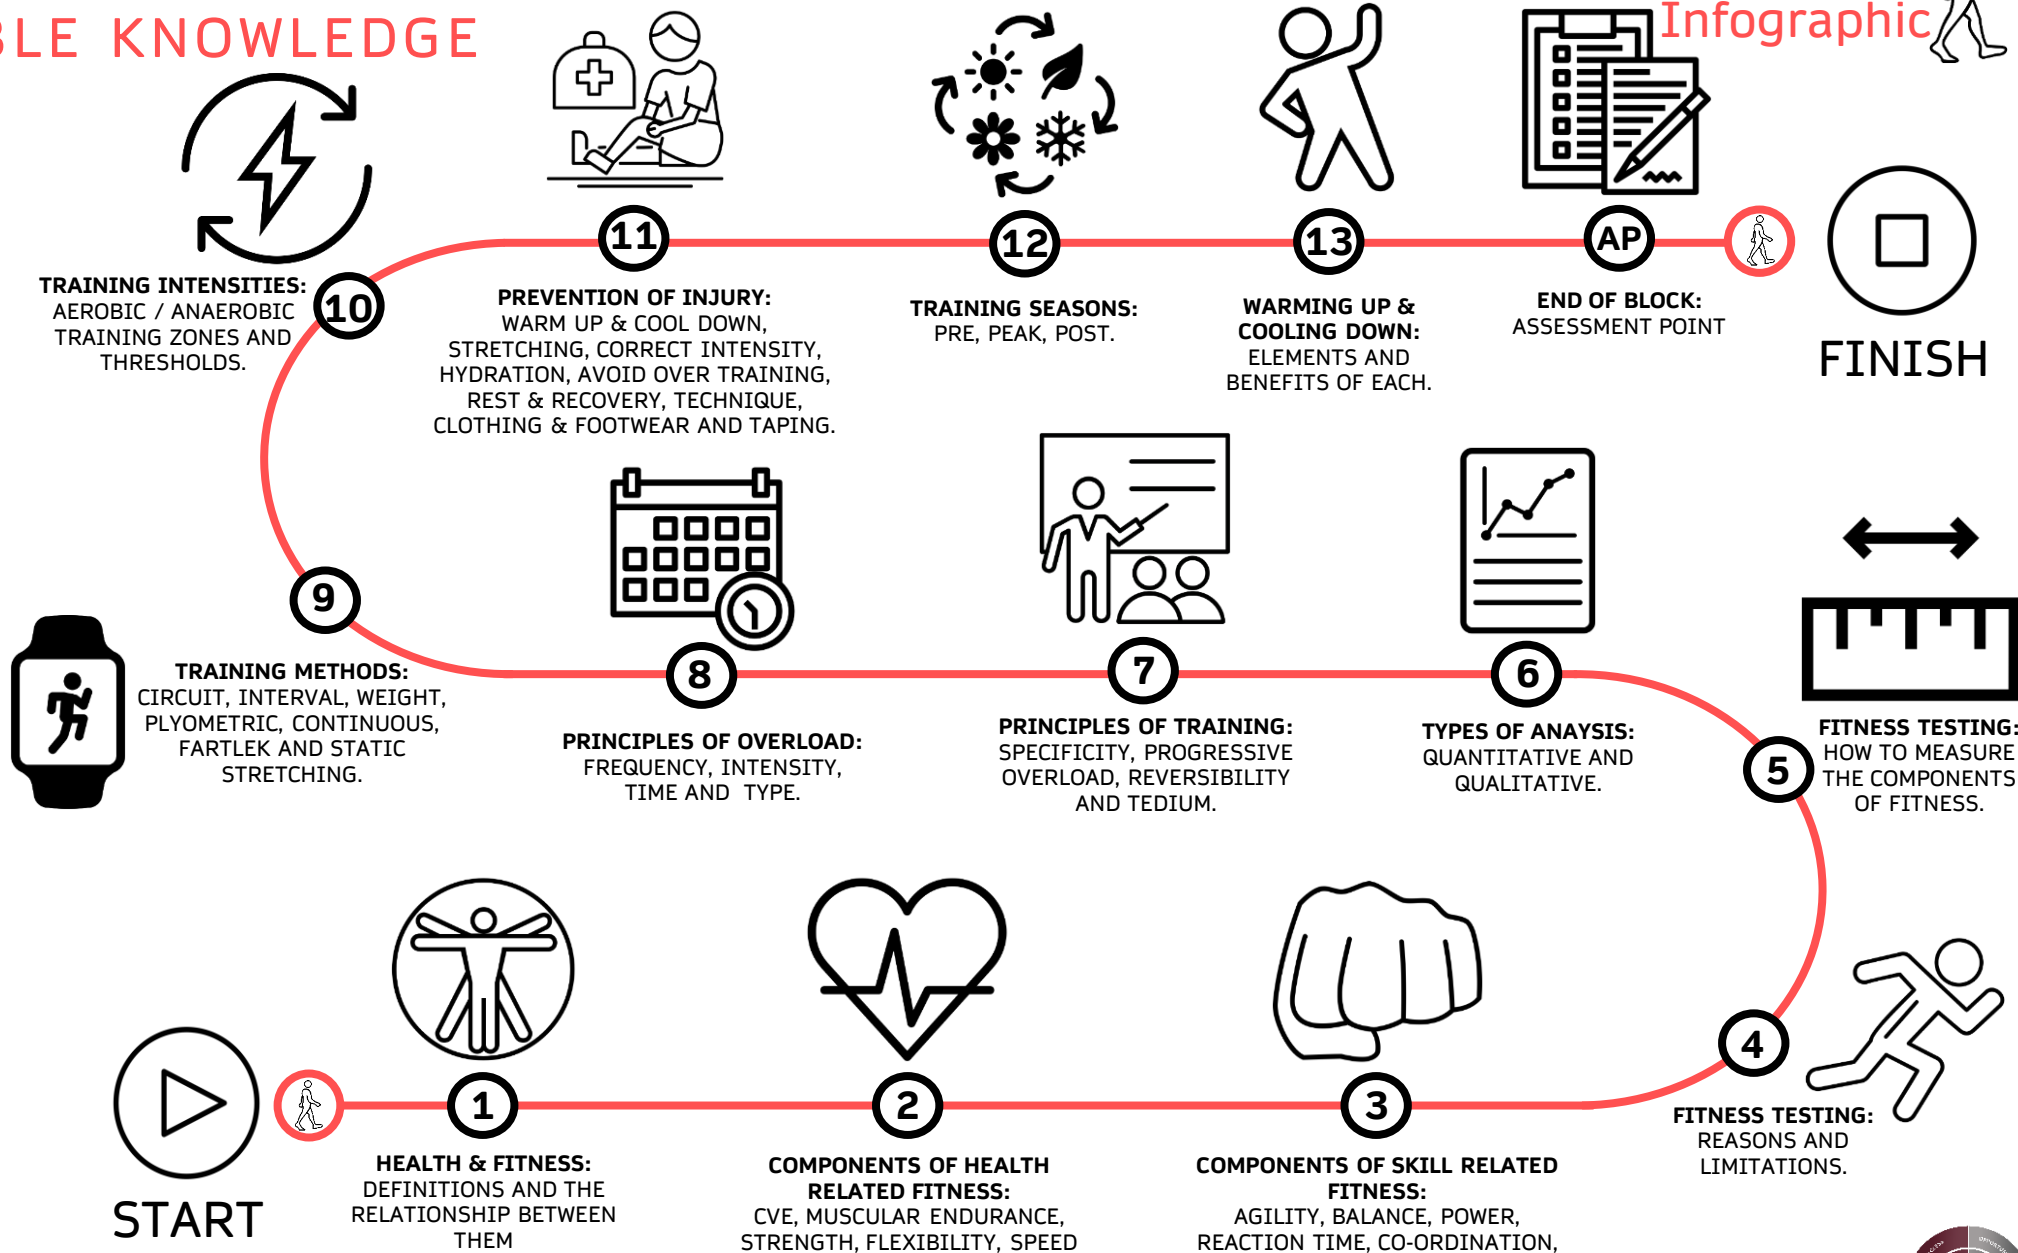 BLE KNOWLEDGE
Infographic
11
12
13
AP
10
TRAINING INTENSITIES:
AEROBIC / ANAEROBIC
TRAINING ZONES AND
THRESHOLDS.
PREVENTION OF INJURY:
WARM UP & COOL DOWN,
STRETCHING, CORRECT INTENSITY,
HYDRATION, AVOID OVER TRAINING,
REST & RECOVERY, TECHNIQUE,
CLOTHING & FOOTWEAR AND TAPING.
TRAINING SEASONS:
PRE, PEAK, POST.
WARMING UP &
COOLING DOWN:
ELEMENTS AND
BENEFITS OF EACH.
END OF BLOCK:
ASSESSMENT POINT
FINISH
9
TRAINING METHODS:
CIRCUIT, INTERVAL, WEIGHT,
PLYOMETRIC, CONTINUOUS,
FARTLEK AND STATIC
STRETCHING.
8
PRINCIPLES OF OVERLOAD:
FREQUENCY, INTENSITY,
TIME AND TYPE.
7
PRINCIPLES OF TRAINING:
SPECIFICITY, PROGRESSIVE
OVERLOAD, REVERSIBILITY
AND TEDIUM.
6
TYPES OF ANAYSIS:
QUANTITATIVE AND
QUALITATIVE.
5
FITNESS TESTING:
HOW TO MEASURE
THE COMPONENTS
OF FITNESS.
START
1
HEALTH & FITNESS:
DEFINITIONS AND THE
RELATIONSHIP BETWEEN
THEM
2
COMPONENTS OF HEALTH
RELATED FITNESS:
CVE, MUSCULAR ENDURANCE,
STRENGTH, FLEXIBILITY, SPEED
3
COMPONENTS OF SKILL RELATED
FITNESS:
AGILITY, BALANCE, POWER,
REACTION TIME, CO-ORDINATION,
4
FITNESS TESTING:
REASONS AND
LIMITATIONS.